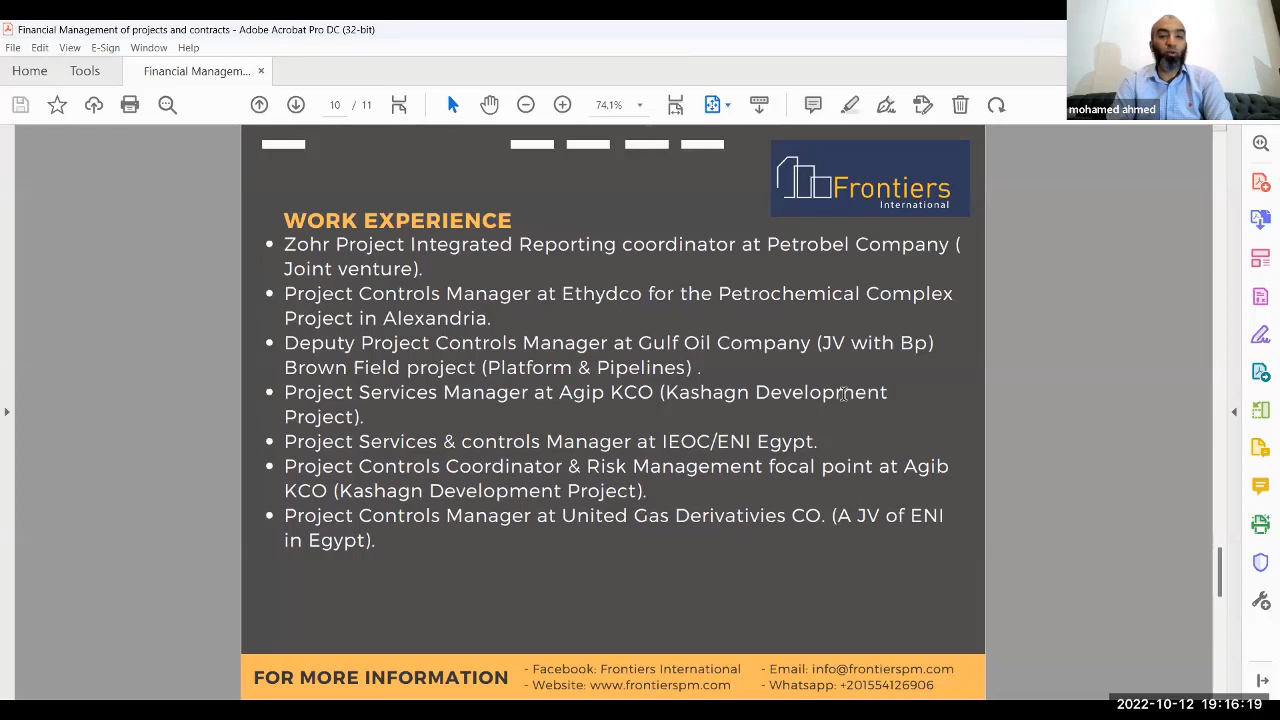 Financial Management of projects and contracts - Adobe Acrobat Pro DC (32-bit)
File Edit View E-Sign Window Help
Home Tools Financial Managem... ×
10 / 11 74.1%
mohamed ahmed
Frontiers
International
WORK EXPERIENCE
• Zohr Project Integrated Reporting coordinator at Petrobel Company (
Joint venture).
• Project Controls Manager at Ethydco for the Petrochemical Complex
Project in Alexandria.
• Deputy Project Controls Manager at Gulf Oil Company (JV with Bp)
Brown Field project (Platform & Pipelines) .
• Project Services Manager at Agip KCO (Kashagn Development
Project).
• Project Services & controls Manager at IEOC/ENI Egypt.
• Project Controls Coordinator & Risk Management focal point at Agib
KCO (Kashagn Development Project).
• Project Controls Manager at United Gas Derivativies CO. (A JV of ENI
in Egypt).
FOR MORE INFORMATION
- Facebook: Frontiers International
- Website: www.frontierspm.com
- Email: info@frontierspm.com
- Whatsapp: +201554126906
2022-10-12 19:16:19